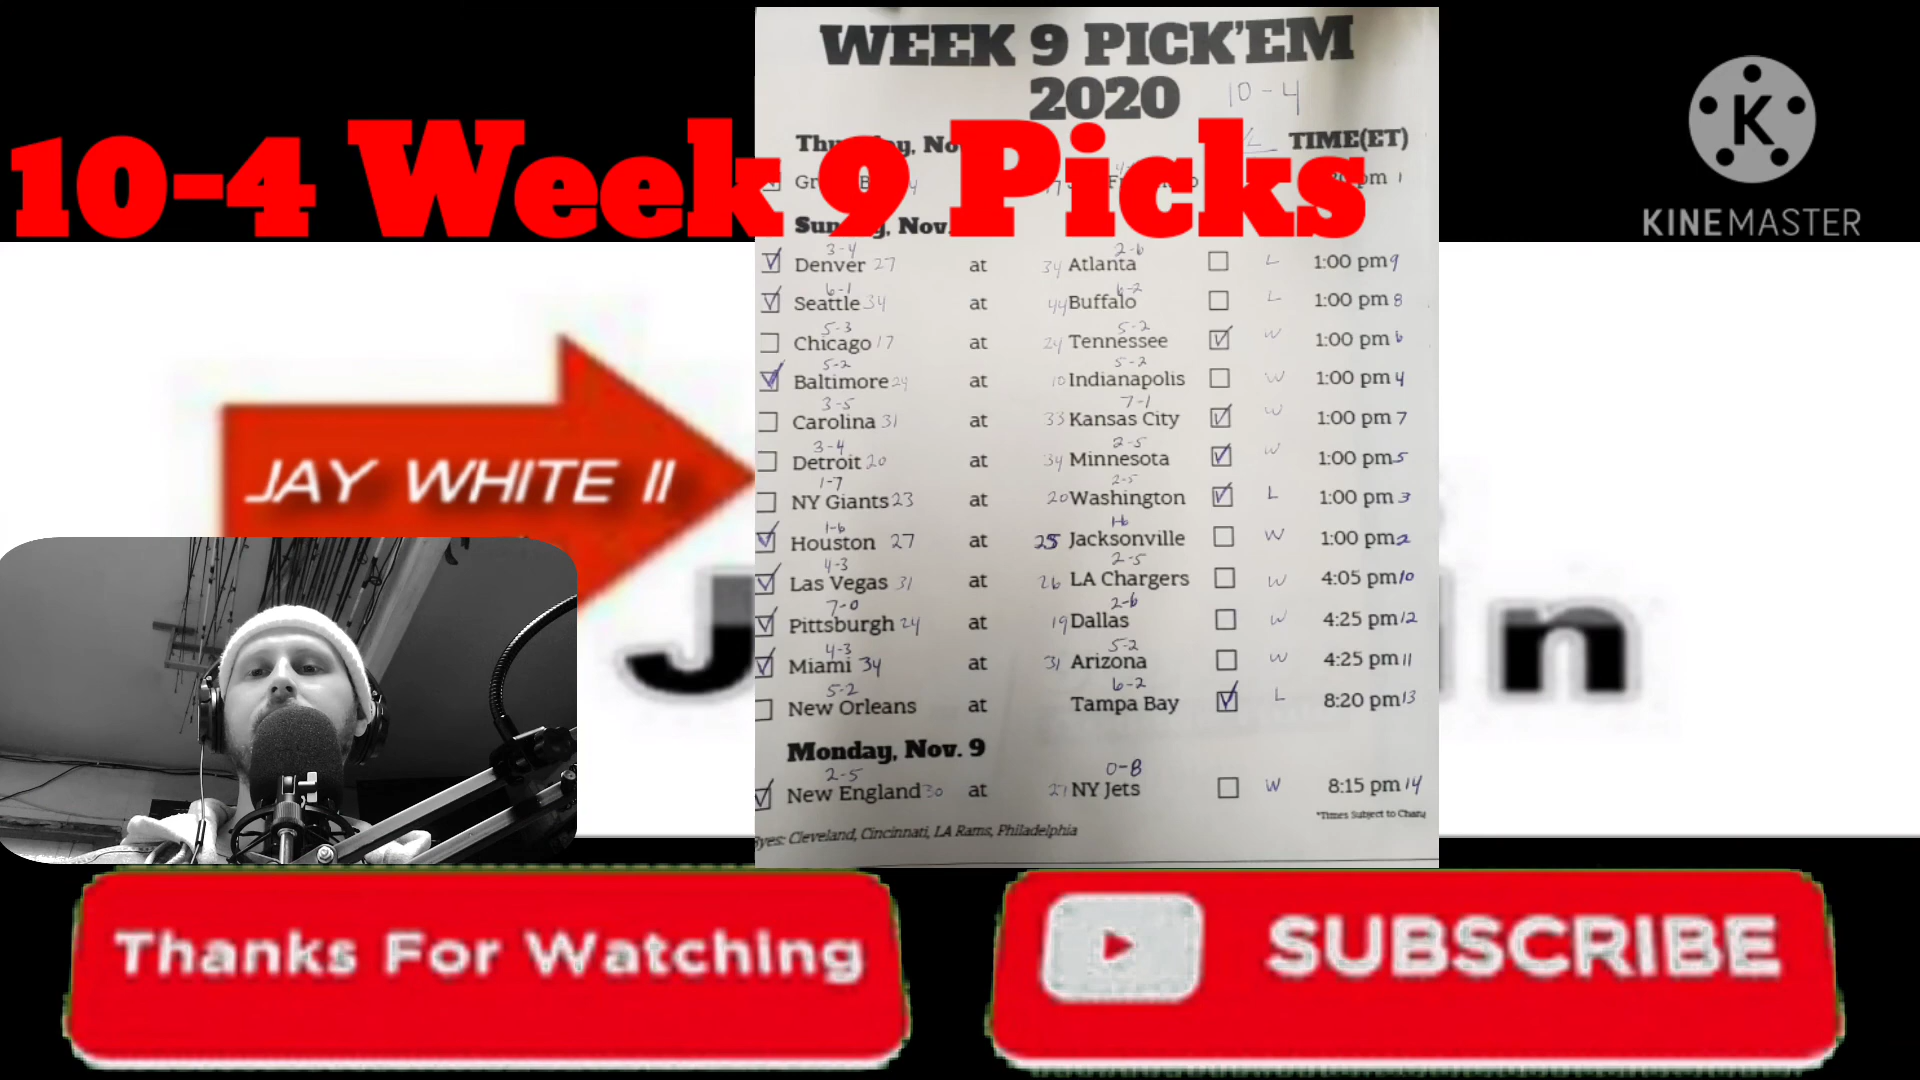 WEEK 9 PICK'EM
2020 10-4
10-4 Week 9 Picks
TIME(ET)
KINEMASTER
3-4 2-6
Denver 27 at 34 Atlanta L 1:00 pm 9
6-1 6-2
Seattle 34 at 44 Buffalo L 1:00 pm 8
5-3 5-2
Chicago 17 at 24 Tennessee W 1:00 pm 6
5-2 5-2
Baltimore 24 at 10 Indianapolis W 1:00 pm 4
3-5 7-1
Carolina 31 at 33 Kansas City W 1:00 pm 7
3-4 2-5
Detroit 20 at 34 Minnesota W 1:00 pm 5
1-7 2-5
NY Giants 23 at 20 Washington L 1:00 pm 3
1-6 1-6
Houston 27 at 25 Jacksonville W 1:00 pm 2
4-3 2-5
Las Vegas 31 at 26 LA Chargers W 4:05 pm 10
7-0 2-6
Pittsburgh 24 at 19 Dallas W 4:25 pm 12
4-3 5-2
Miami 34 at 31 Arizona W 4:25 pm 11
5-2 6-2
New Orleans at Tampa Bay L 8:20 pm 13
Monday, Nov. 9
2-5 0-8
New England 30 at 27 NY Jets W 8:15 pm 14
*Times Subject to
Byes: Cleveland, Cincinnati, LA Rams, Philadelphia
JAY WHITE II
J
n
Thanks For Watching
SUBSCRIBE